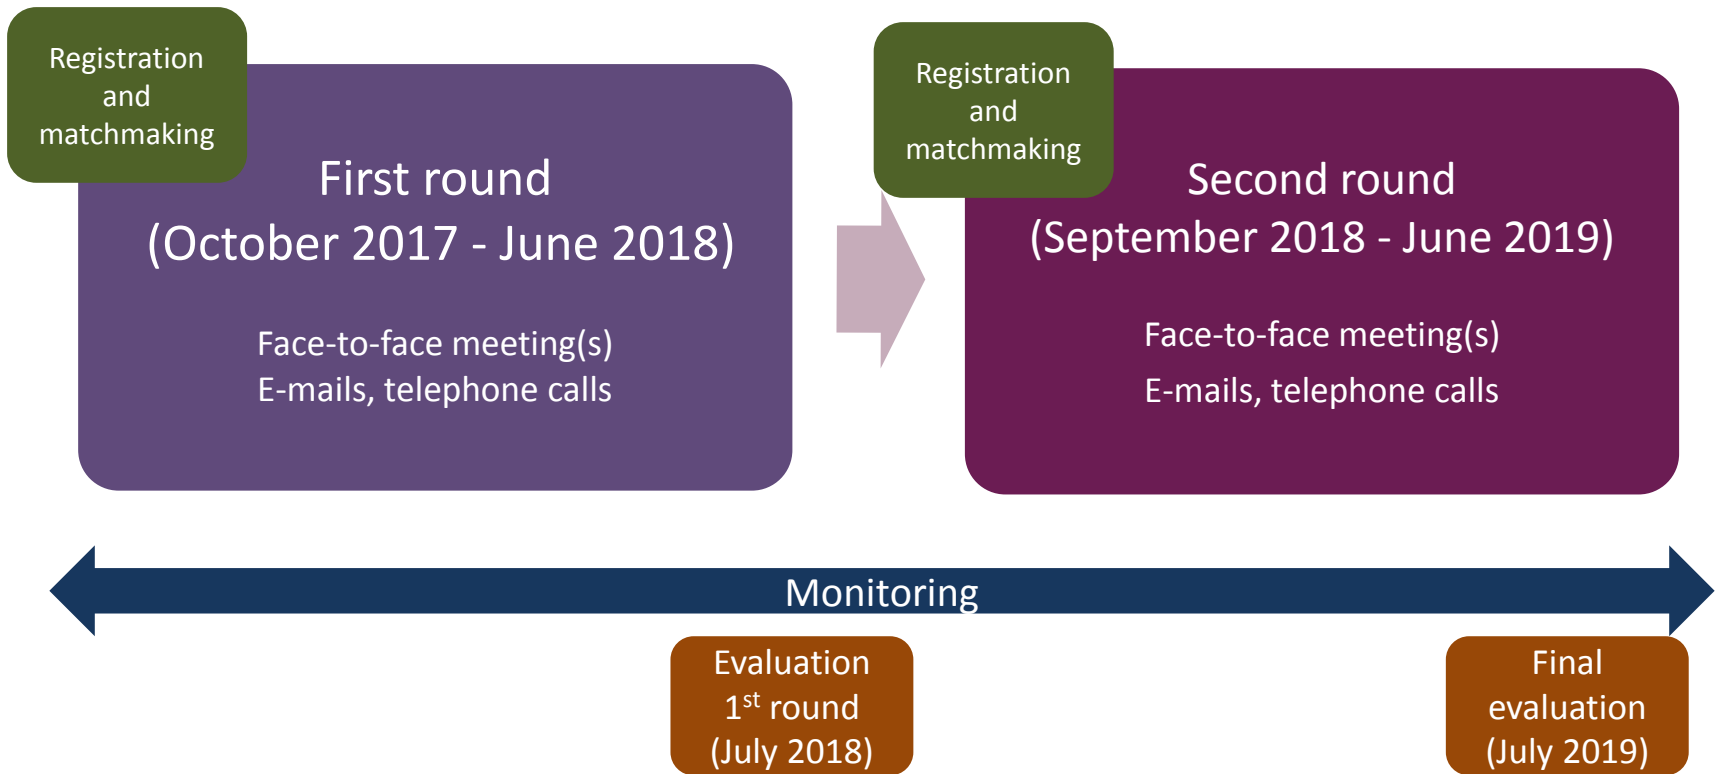 Registration
and
matchmaking
First round
(October 2017 - June 2018)
Face-to-face meeting(s)
E-mails, telephone calls
Registration
and
matchmaking
Second round
(September 2018 - June 2019)
Face-to-face meeting(s)
E-mails, telephone calls
Monitoring
Evaluation
1st round
(July 2018)
Final
evaluation
(July 2019)